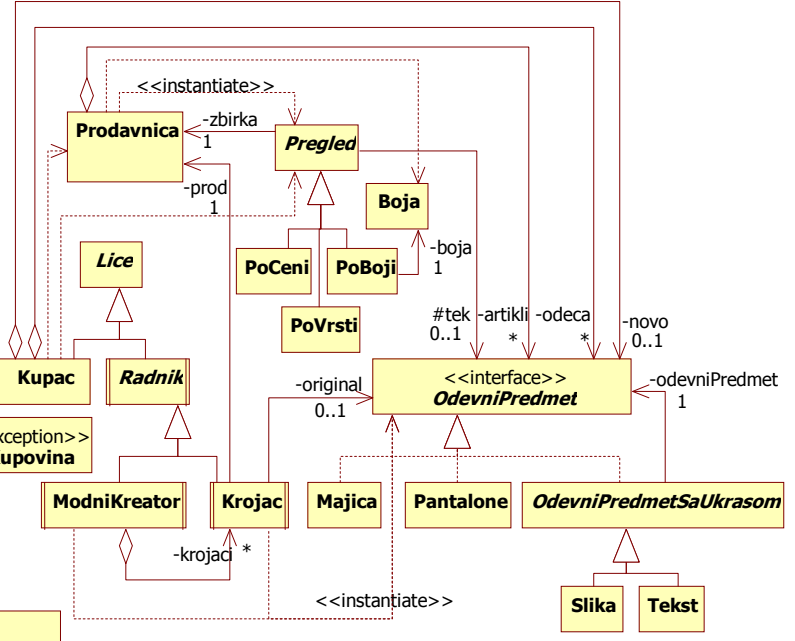 <<instantiate>>
Prodavnica
-zbirka
1
Pregled
-prod
1
Boja
Lice
PoCeni
PoBoji
-boja
1
PoVrsti
#tek
0..1
-artikli
*
-odeca
*
-novo
0..1
Kupac
Radnik
-original
0..1
<<interface>>
OdevniPredmet
-odevniPredmet
1
ception>>
upovina
ModniKreator
Krojac
Majica
Pantalone
OdevniPredmetSaUkrasom
-krojaci
*
<<instantiate>>
Slika
Tekst